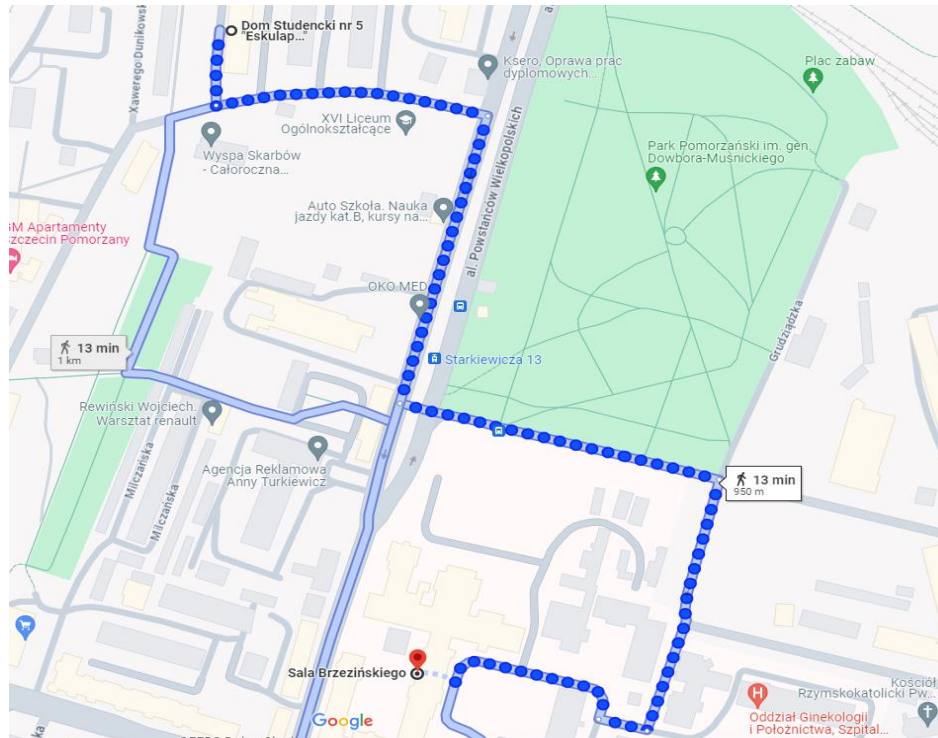 Dom Studencki nr 5
"Eskulap..."
Xawerego Dunikowsk
a.
Ksero, Oprawa prac
dyplomowych...
Plac zabaw
XVI Liceum
Ogólnokształcące
al. Powstańców Wielkopolskich
Park Pomorzański im. gen.
Dowbora-Muśnickiego
Wyspa Skarbów
- Całoroczna...
Auto Szkoła. Nauka
jazdy kat.B, kursy na...
SM Apartamenty
Szczecin Pomorzany
OKO MED
Grudziądzka
13 min
1 km
Starkiewicza 13
Rewiński Wojciech.
Warsztat renault
Milczańska
Agencja Reklamowa
Anny Turkiewicz
13 min
950 m
Milczańska
Sala Brzezińskiego
Kościół
Rzymskokatolicki Pw...
H
Oddział Ginekologii
i Położnictwa, Szpital...
Google